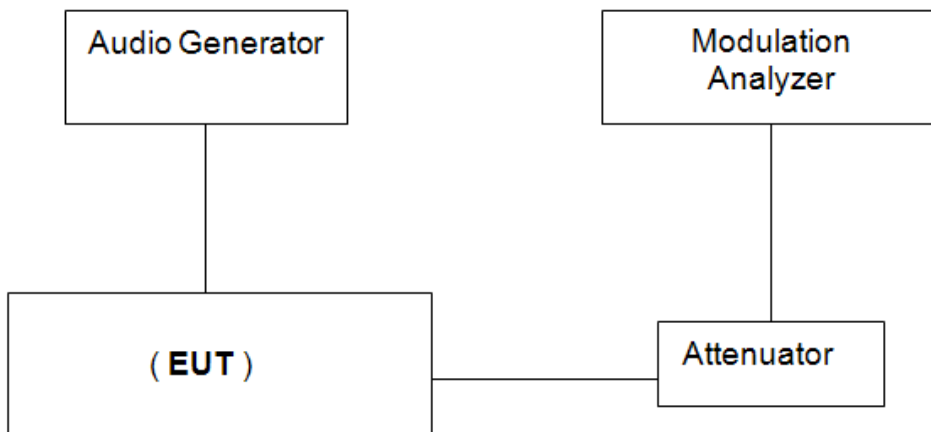 Audio Generator
Modulation
Analyzer
( EUT )
Attenuator